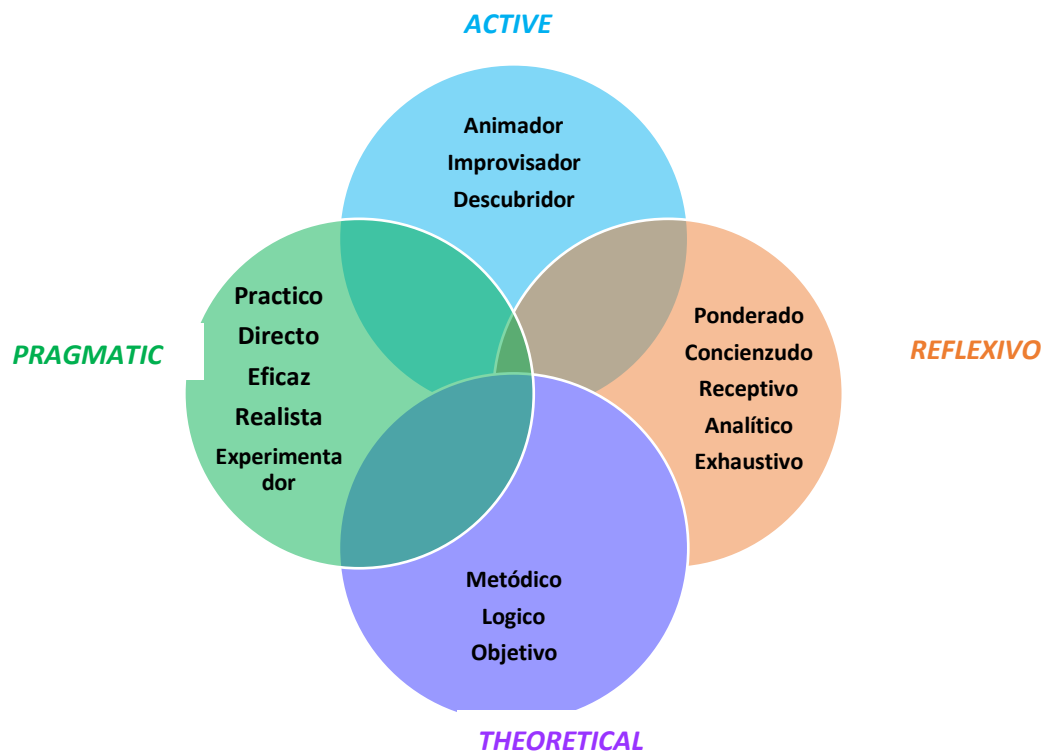 ACTIVE
Animador
Improvisador
Descubridor
PRAGMATIC
Practico
Directo
Eficaz
Realista
Experimenta
dor
Ponderado
Concienzudo
Receptivo
Analítico
Exhaustivo
REFLEXIVO
Metódico
Logico
Objetivo
THEORETICAL